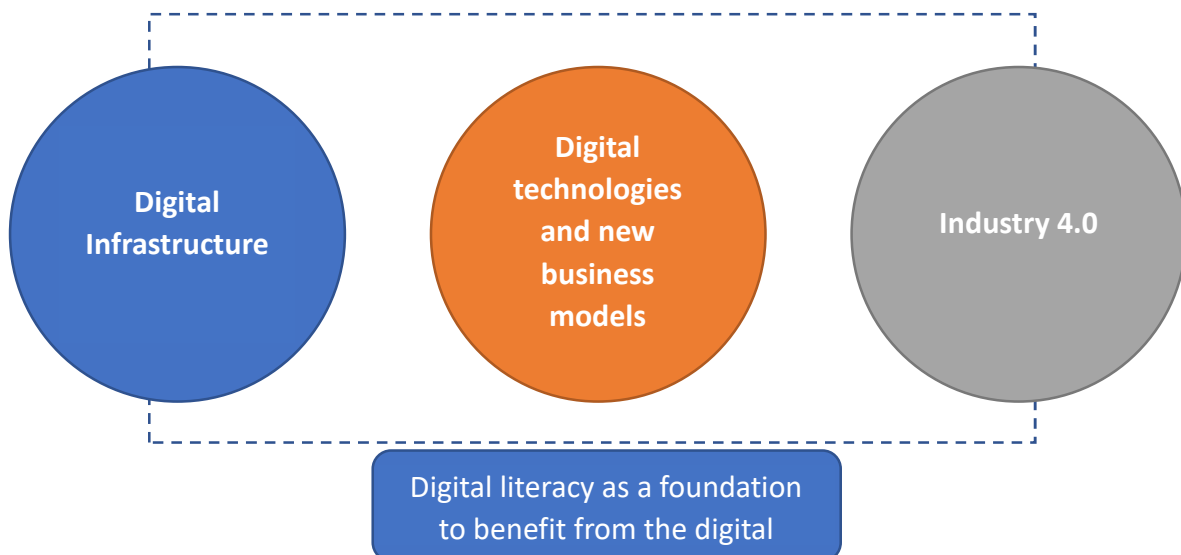 Digital
Infrastructure
Digital
technologies
and new
business
models
Industry 4.0
Digital literacy as a foundation
to benefit from the digital